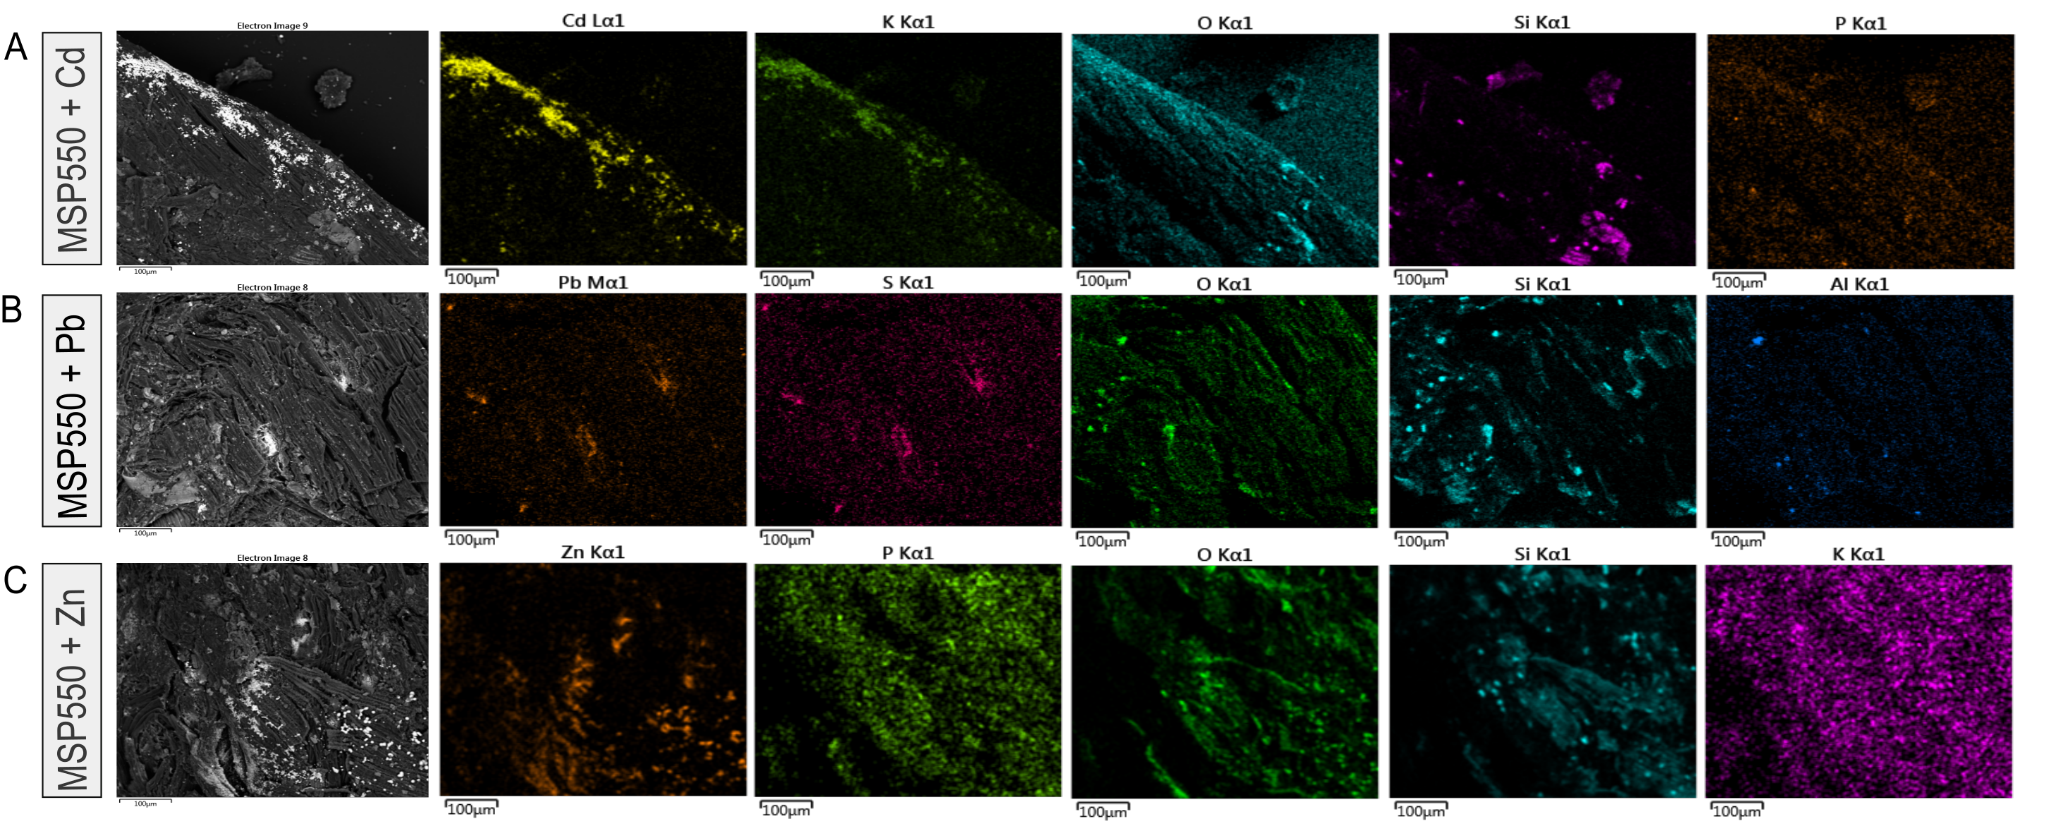 A
MSP550 + Cd
Electron Image 9
Cd Lα1
K Kα1
O Kα1
Si Kα1
P Kα1
100µm
100µm
100µm
100µm
100µm
100µm
B
MSP550 + Pb
Electron Image 8
Pb Mα1
S Kα1
O Kα1
Si Kα1
Al Kα1
100µm
100µm
100µm
100µm
100µm
100µm
C
MSP550 + Zn
Electron Image 8
Zn Kα1
P Kα1
O Kα1
Si Kα1
K Kα1
100µm
100µm
100µm
100µm
100µm
100µm